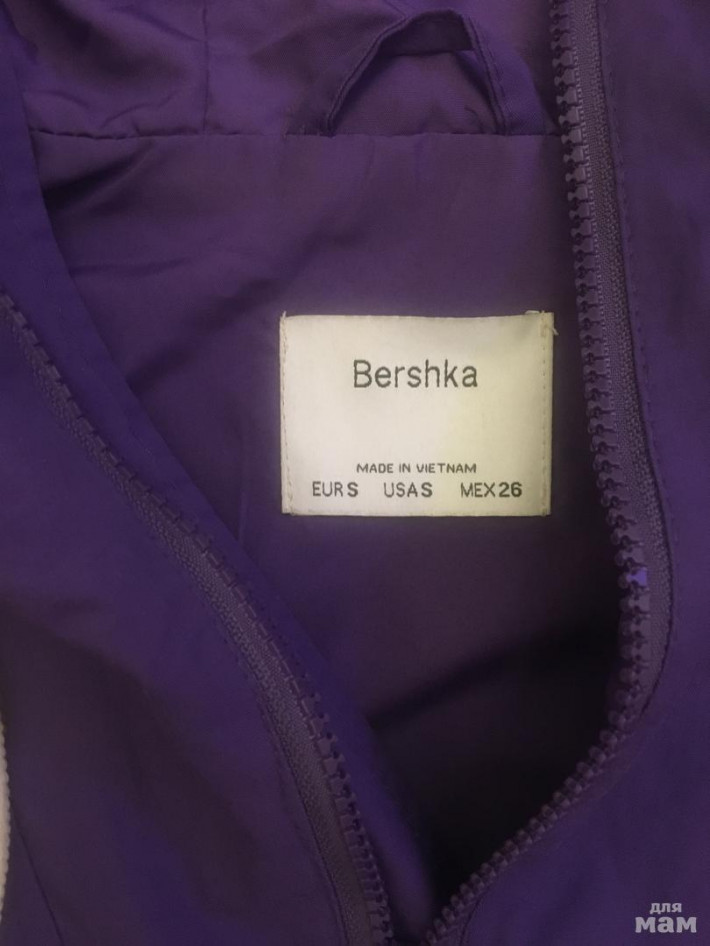 Bershka
MADE IN VIETNAM
EUR S USA S MEX 26
для
мам